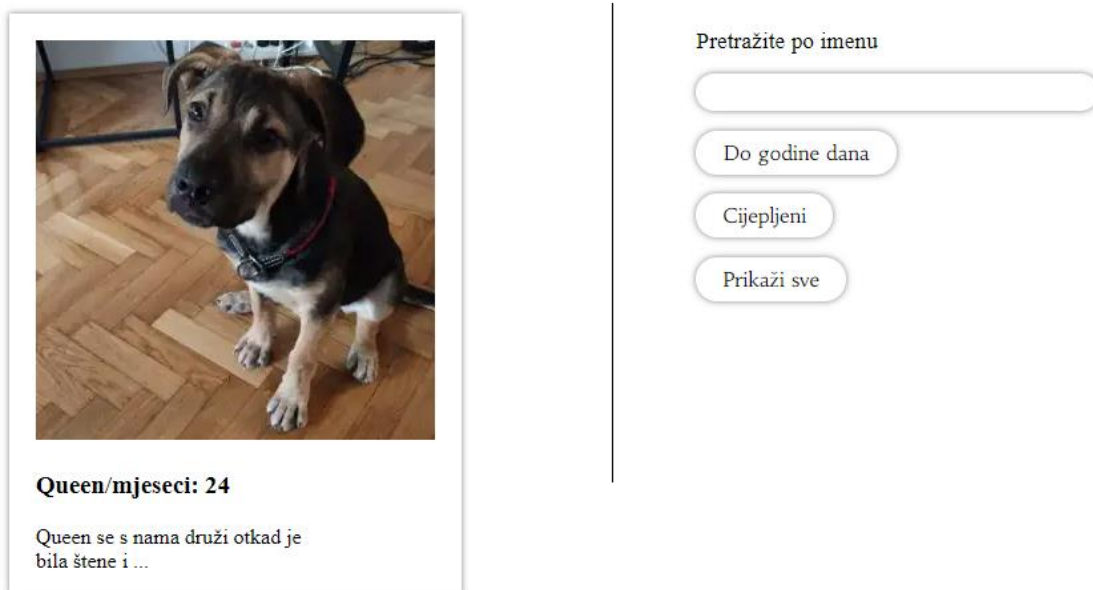 Queen/mjeseci: 24
Queen se s nama druži otkad je
bila štene i ...
Pretražite po imenu
Do godine dana
Cijepljeni
Prikaži sve